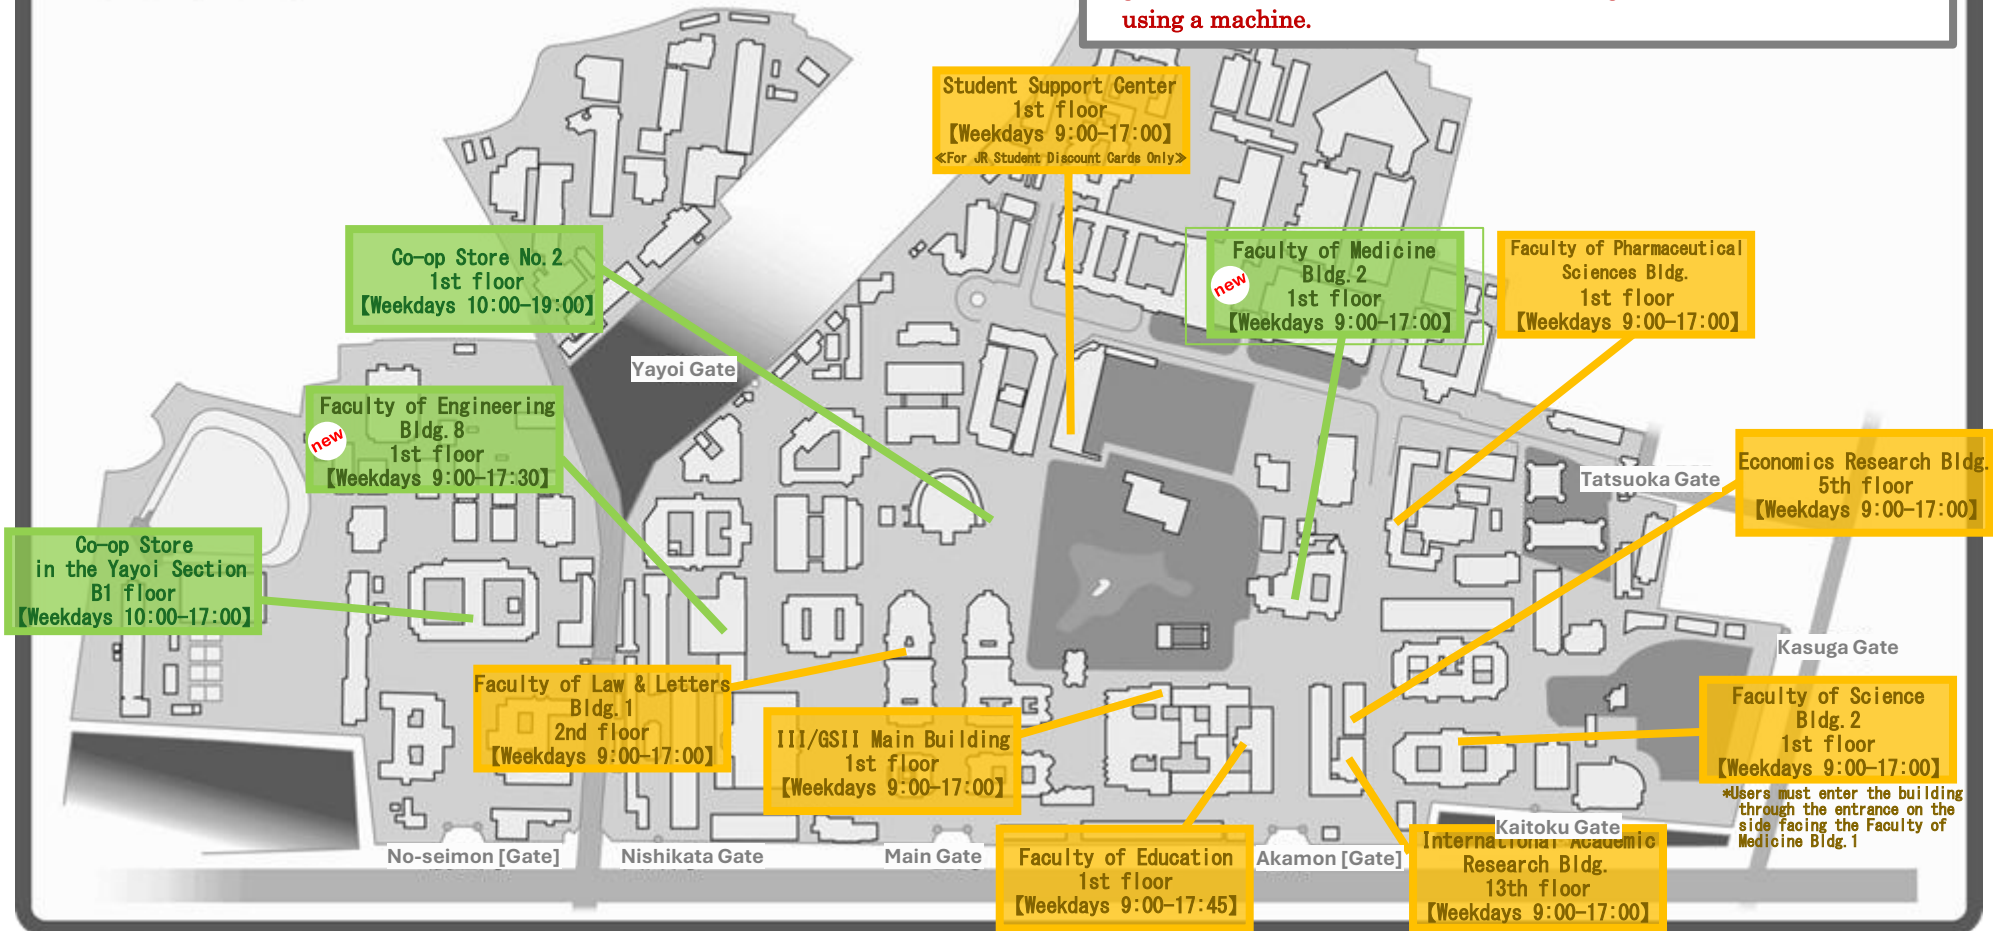 using a machine.
Student Support Center
1st floor
【Weekdays 9:00-17:00】
≪For JR Student Discount Cards Only≫
Co-op Store No.2
1st floor
【Weekdays 10:00-19:00】
new
Faculty of Medicine
Bldg.2
1st floor
【Weekdays 9:00-17:00】
Faculty of Pharmaceutical
Sciences Bldg.
1st floor
【Weekdays 9:00-17:00】
Yayoi Gate
new
Faculty of Engineering
Bldg.8
1st floor
【Weekdays 9:00-17:30】
Tatsuoka Gate
Economics Research Bldg.
5th floor
【Weekdays 9:00-17:00】
Co-op Store
in the Yayoi Section
B1 floor
【Weekdays 10:00-17:00】
Kasuga Gate
Faculty of Law & Letters
Bldg.1
2nd floor
【Weekdays 9:00-17:00】
III/GSII Main Building
1st floor
【Weekdays 9:00-17:00】
Faculty of Science
Bldg.2
1st floor
【Weekdays 9:00-17:00】
*Users must enter the building
through the entrance on the
side facing the Faculty of
Medicine Bldg.1
No-seimon [Gate]
Nishikata Gate
Main Gate
Faculty of Education
1st floor
【Weekdays 9:00-17:45】
Akamon [Gate]
Kaitoku Gate
International Academic
Research Bldg.
13th floor
【Weekdays 9:00-17:00】